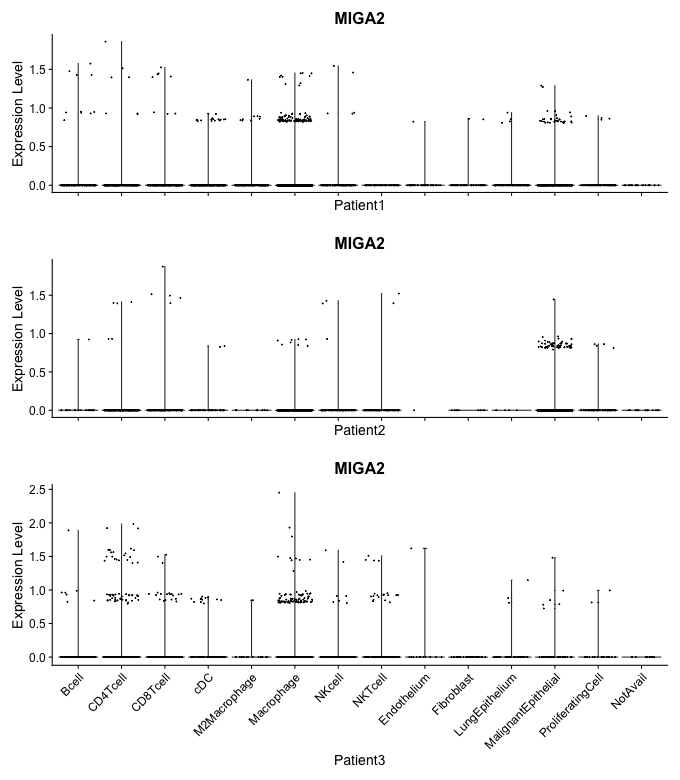 MIGA2
Expression Level
1.5
1.0
0.5
0.0
Patient1
MIGA2
Expression Level
1.5
1.0
0.5
0.0
Patient2
MIGA2
Expression Level
2.5
2.0
1.5
1.0
0.5
0.0
Bcell
CD4Tcell
CD8Tcell
cDC
M2Macrophage
Macrophage
NKcell
NKTcell
Endothelium
Fibroblast
LungEpithelium
MalignantEpithelial
ProliferatingCell
NotAvail
Patient3